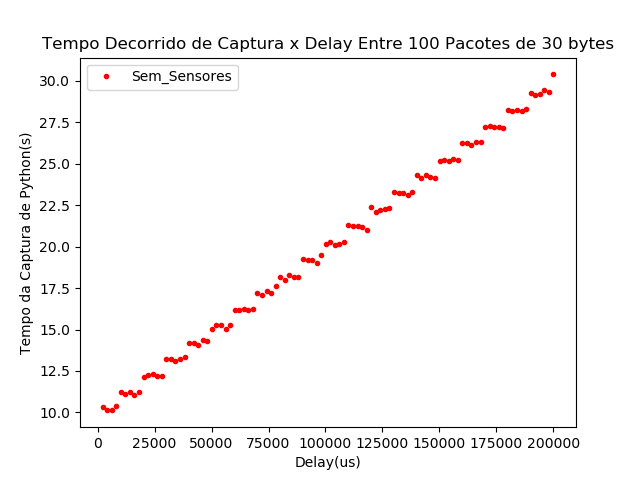 Tempo Decorrido de Captura x Delay Entre 100 Pacotes de 30 bytes
Sem_Sensores
Tempo da Captura de Python(s)
30.0
27.5
25.0
22.5
20.0
17.5
15.0
12.5
10.0
0 25000 50000 75000 100000 125000 150000 175000 200000
Delay(us)